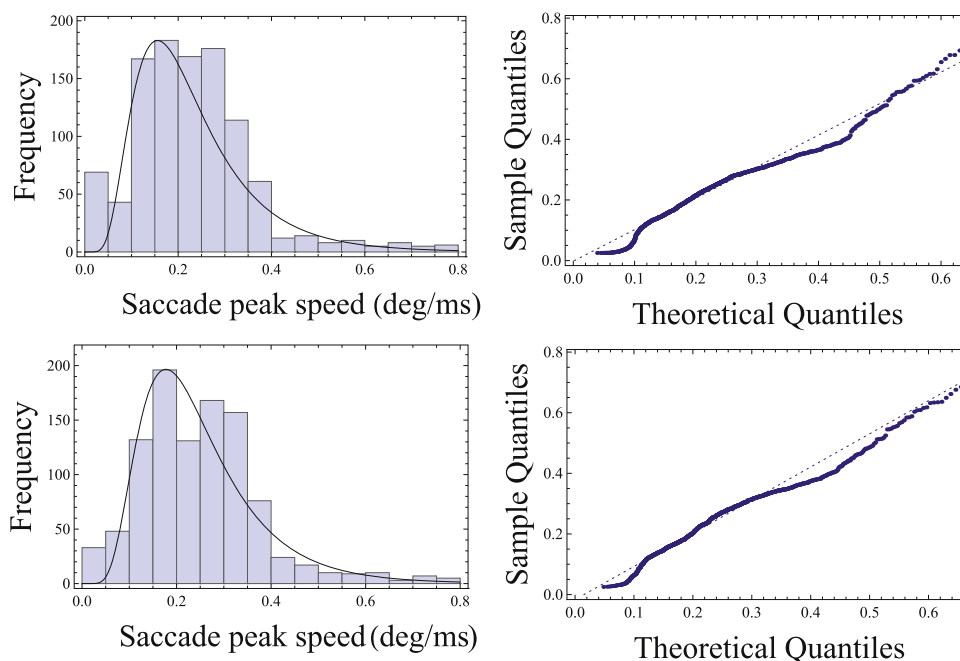 200
150
100
50
0
Frequency
0.0 0.2 0.4 0.6 0.8
Saccade peak speed (deg/ms)
0.8
0.6
0.4
0.2
0.0
Sample Quantiles
0.0 0.1 0.2 0.3 0.4 0.5 0.6
Theoretical Quantiles
200
150
100
50
0
Frequency
0.0 0.2 0.4 0.6 0.8
Saccade peak speed (deg/ms)
0.8
0.6
0.4
0.2
0.0
Sample Quantiles
0.0 0.1 0.2 0.3 0.4 0.5 0.6
Theoretical Quantiles